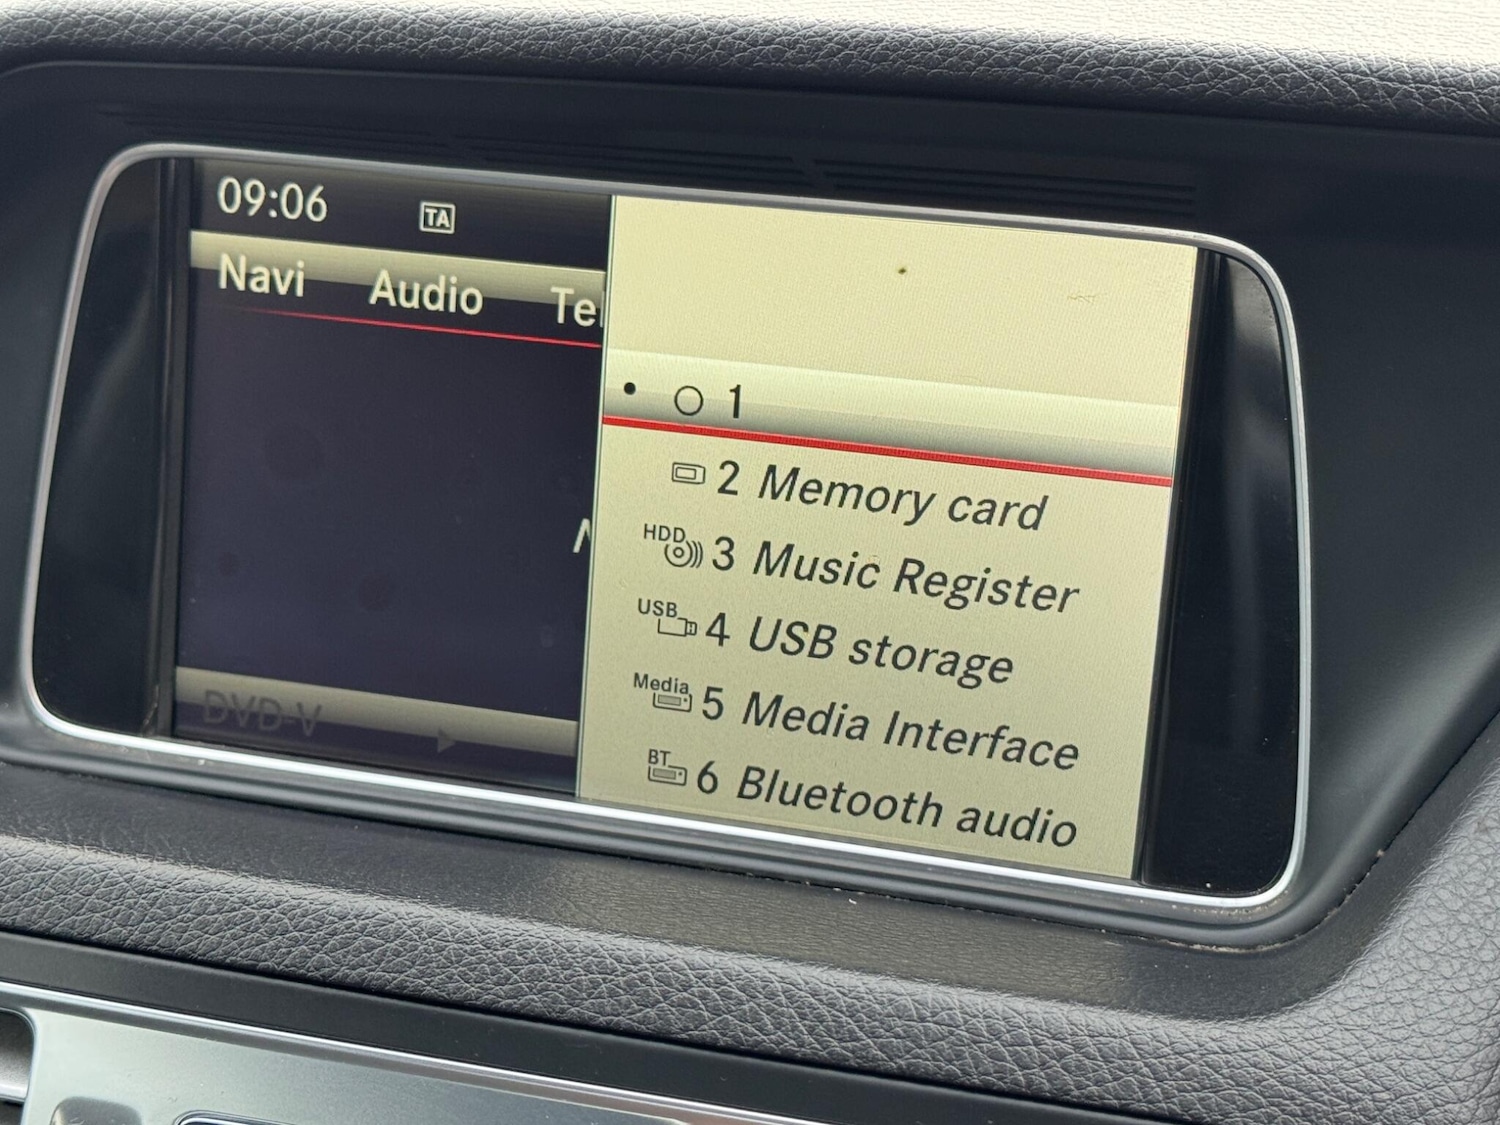 09:06 TA
Navi Audio Tel
1
2 Memory card
HDD 3 Music Register
USB 4 USB storage
Media 5 Media Interface
BT 6 Bluetooth audio
DVD-V